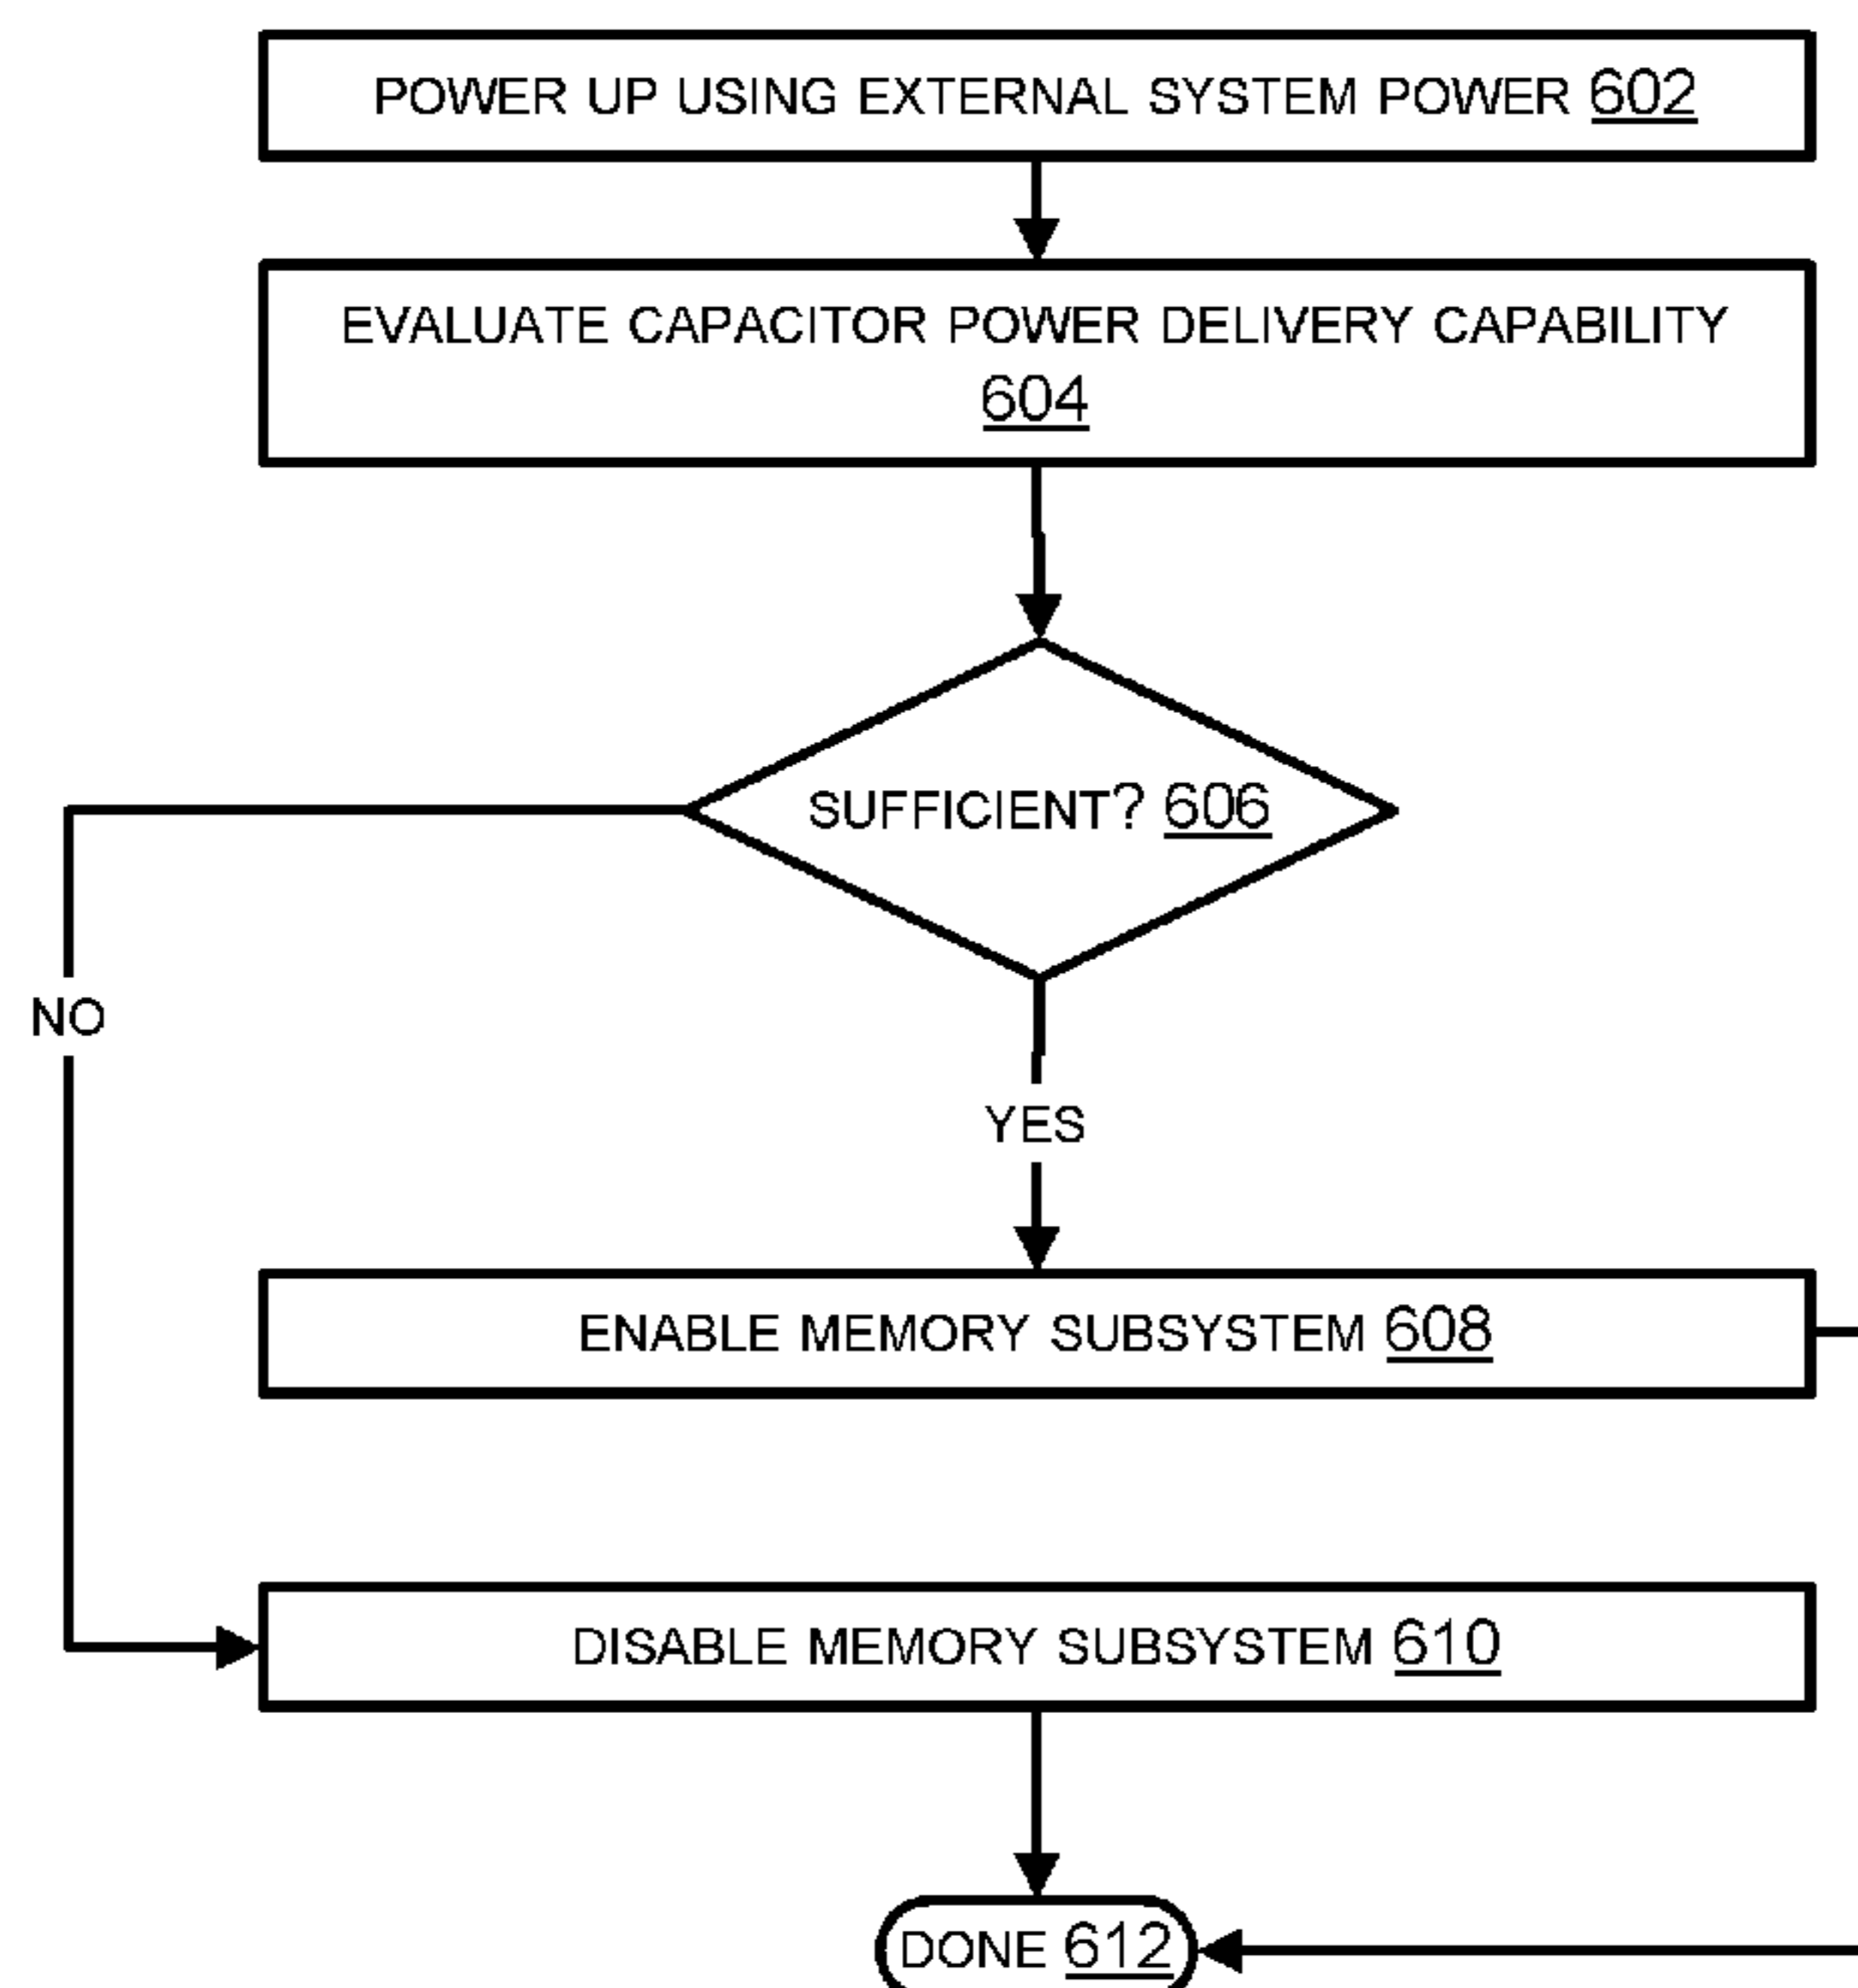 POWER UP USING EXTERNAL SYSTEM POWER 602
EVALUATE CAPACITOR POWER DELIVERY CAPABILITY
604
SUFFICIENT? 606
NO
YES
ENABLE MEMORY SUBSYSTEM 608
DISABLE MEMORY SUBSYSTEM 610
DONE 612